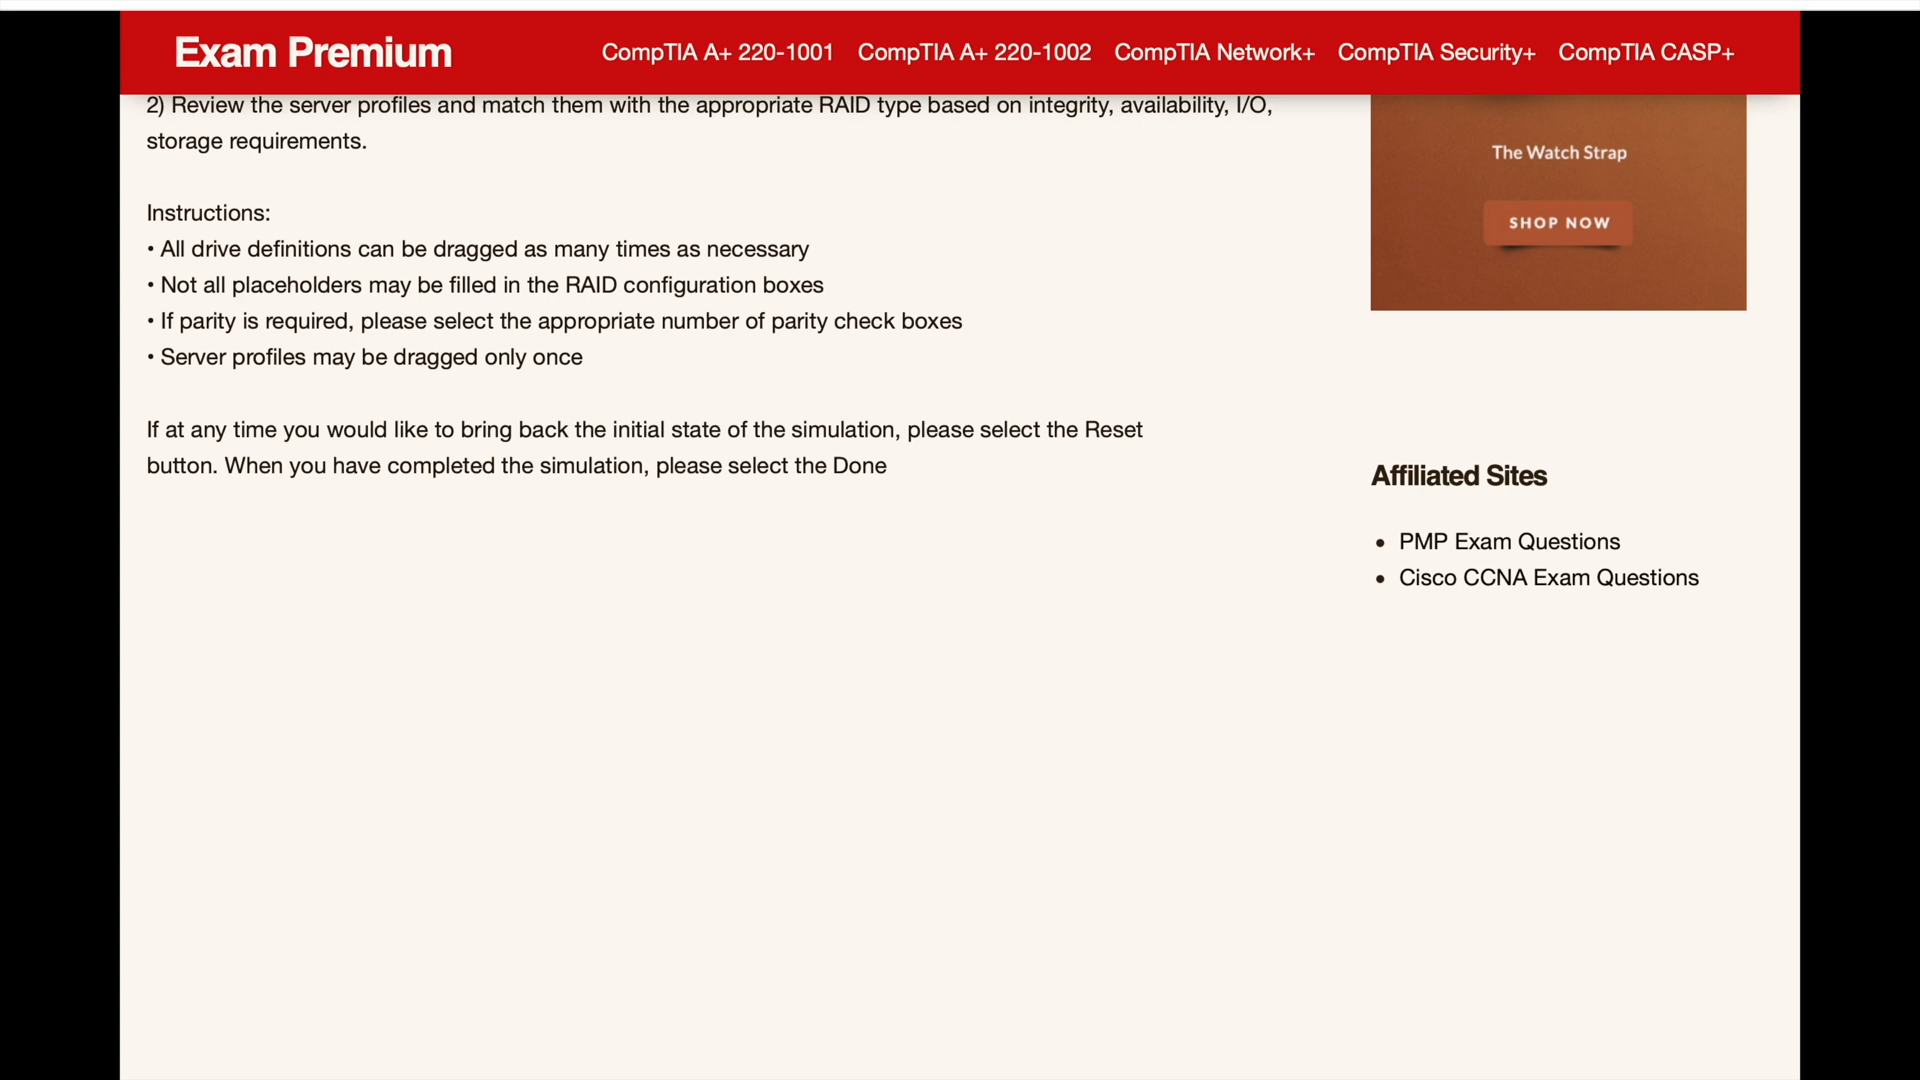 Exam Premium
CompTIA A+ 220-1001 CompTIA A+ 220-1002 CompTIA Network+ CompTIA Security+ CompTIA CASP+
2) Review the server profiles and match them with the appropriate RAID type based on integrity, availability, I/O,
storage requirements.
Instructions:
• All drive definitions can be dragged as many times as necessary
• Not all placeholders may be filled in the RAID configuration boxes
• If parity is required, please select the appropriate number of parity check boxes
• Server profiles may be dragged only once
If at any time you would like to bring back the initial state of the simulation, please select the Reset
button. When you have completed the simulation, please select the Done
The Watch Strap
SHOP NOW
Affiliated Sites
• PMP Exam Questions
• Cisco CCNA Exam Questions